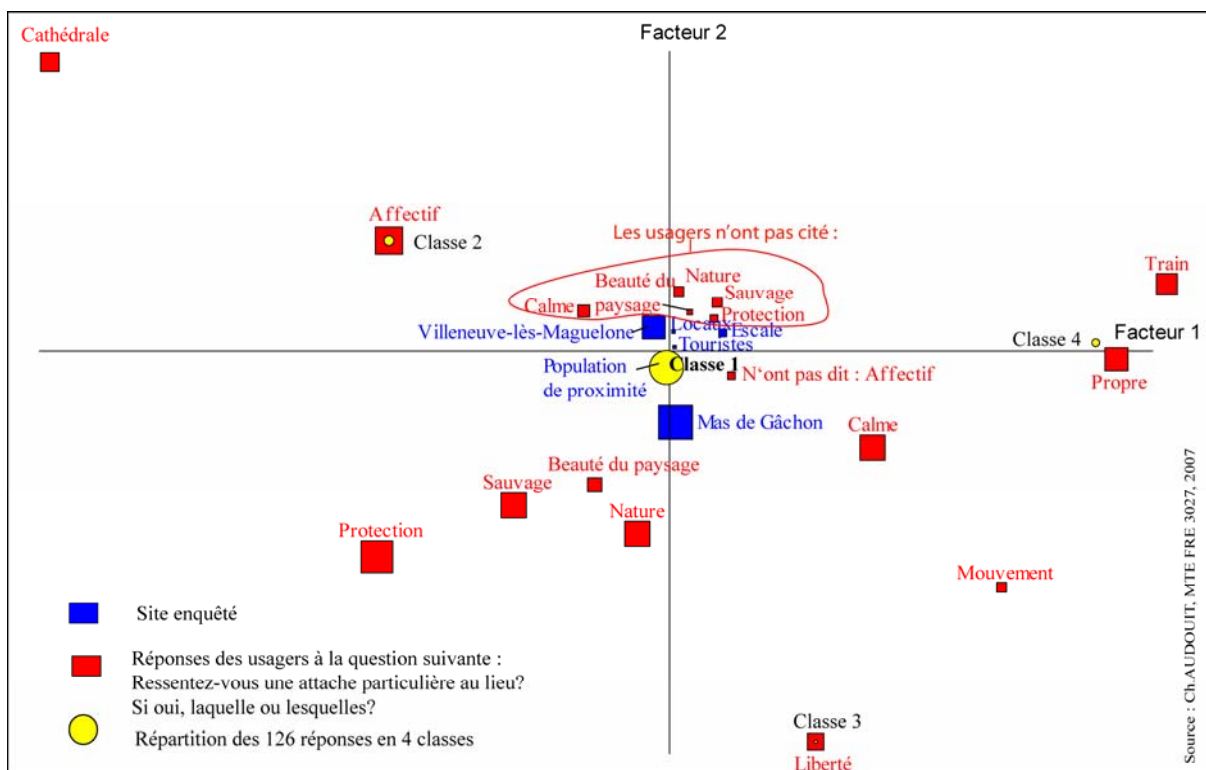 Cathédrale
Facteur 2
Affectif
Classe 2
Les usagers n'ont pas cité :
Nature
Beauté du
paysage
Sauvage
Calme
Protection
Train
Villeneuve-lès-Maguelone
Locaux
Escale
Touristes
Classe 4
Facteur 1
Population
de proximité
Classe 1
N'ont pas dit : Affectif
Propre
Mas de Gâchon
Calme
Beauté du paysage
Sauvage
Nature
Protection
Mouvement
Site enquêté
Réponses des usagers à la question suivante :
Ressentez-vous une attache particulière au lieu?
Si oui, laquelle ou lesquelles?
Répartition des 126 réponses en 4 classes
Classe 3
Liberté
Source : Ch.AUDOUIT, MTE FRE 3027, 2007